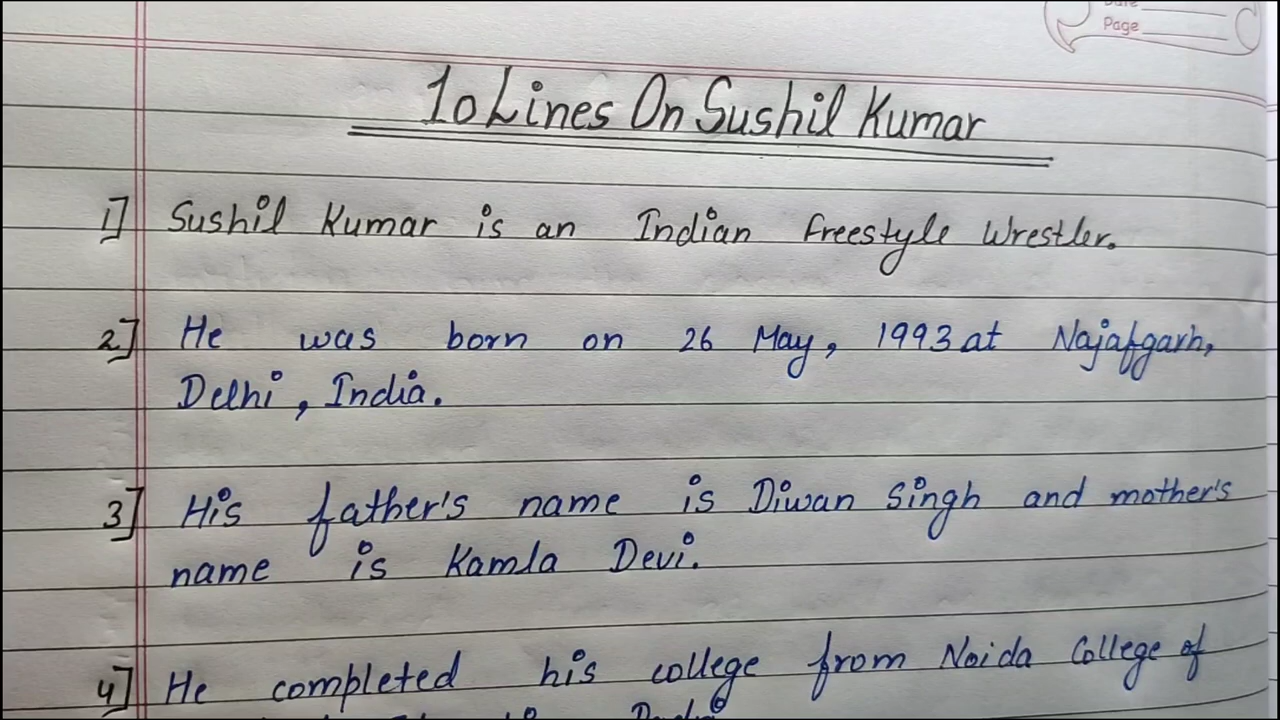 Page
10 Lines On Sushil Kumar
1] Sushil Kumar is an Indian freestyle Wrestler.
2] He was born on 26 May, 1993 at Najafgarh,
Delhi, India.
3] His father's name is Diwan Singh and mother's
name is Kamla Devi.
4] He completed his college from Noida College of